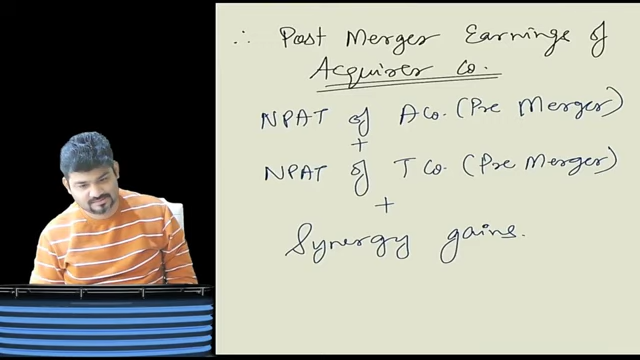 ∴ Post Merger Earnings of
Acquirer Co.
NPAT of A Co. (Pre Merger)
+
NPAT of T Co. (Pre Merger)
+
Synergy gains.